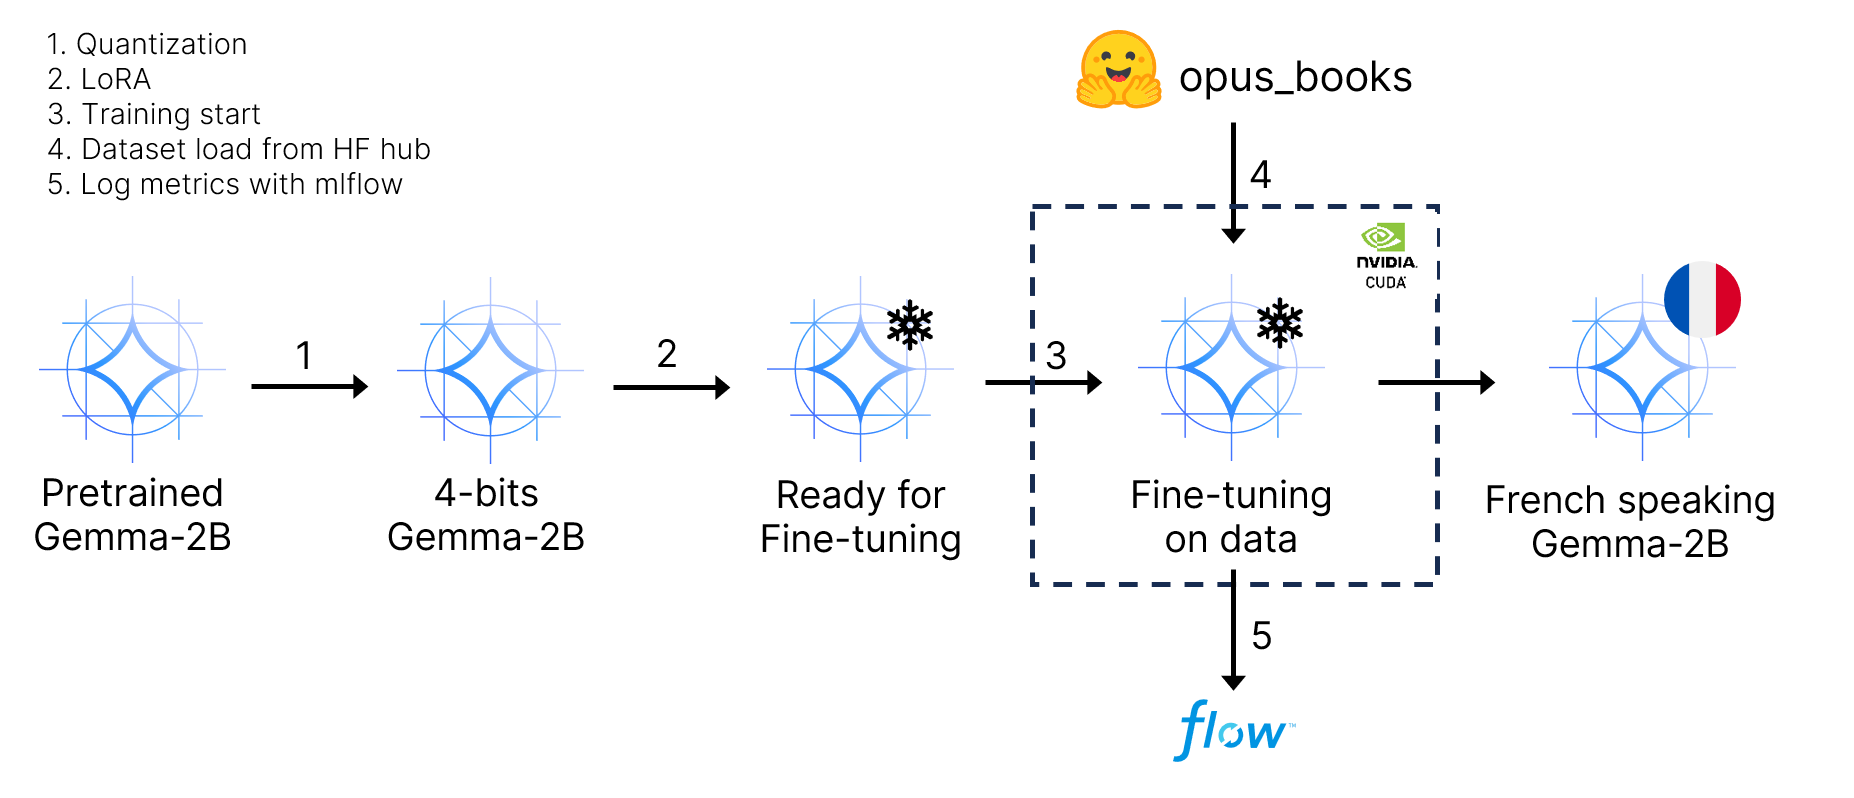 1. Quantization
2. LoRA
3. Training start
4. Dataset load from HF hub
5. Log metrics with mlflow
opus_books
4
NVIDIA.
CUDA
1
2
3
Pretrained
Gemma-2B
4-bits
Gemma-2B
Ready for
Fine-tuning
Fine-tuning
on data
French speaking
Gemma-2B
5
flow™